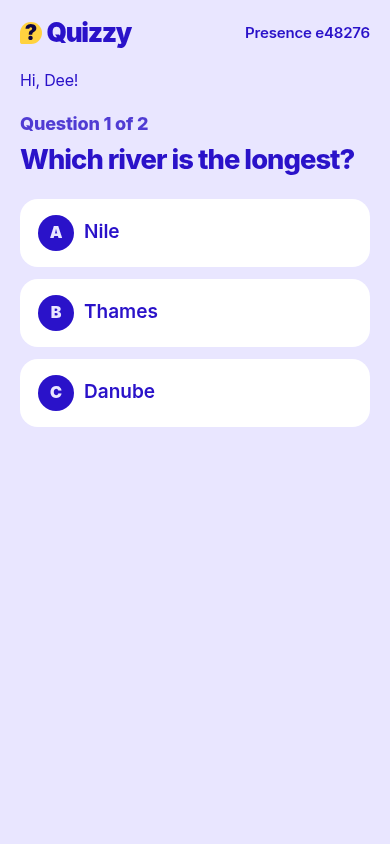 ? Quizzy
Presence e48276
Hi, Dee!
Question 1 of 2
Which river is the longest?
A Nile
B Thames
C Danube